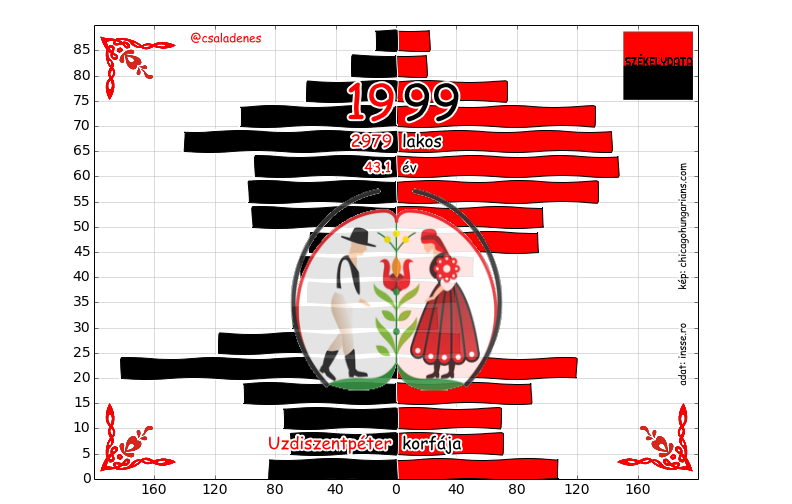 @csaladenes
SZÉKELYDATA
1999
2979 lakos
43.1 év
kép: chicagohungarians.com
adat: insse.ro
Uzdiszentpéter korfája
85
80
75
70
65
60
55
50
45
40
35
30
25
20
15
10
5
0
160 120 80 40 0 40 80 120 160